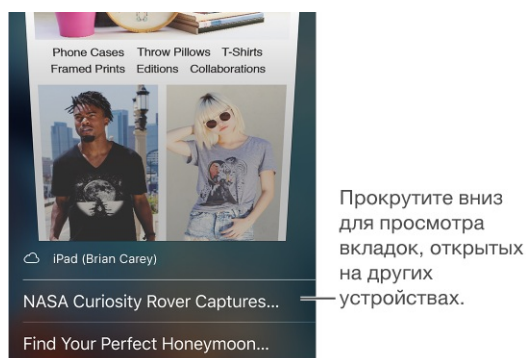 Phone Cases Throw Pillows T-Shirts
Framed Prints Editions Collaborations
iPad (Brian Carey)
NASA Curiosity Rover Captures...
Find Your Perfect Honeymoon...
Прокрутите вниз
для просмотра
вкладок, открытых
на других
устройствах.